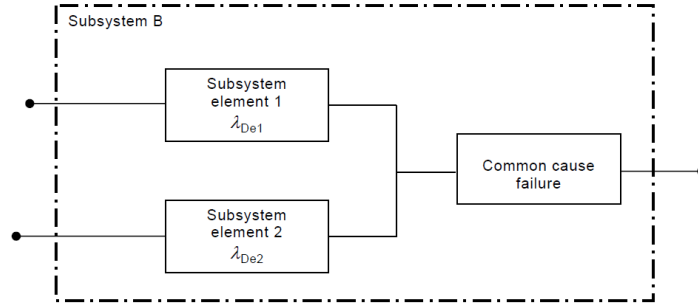 Subsystem B
Subsystem
element 1
λDe1
Subsystem
element 2
λDe2
Common cause
failure